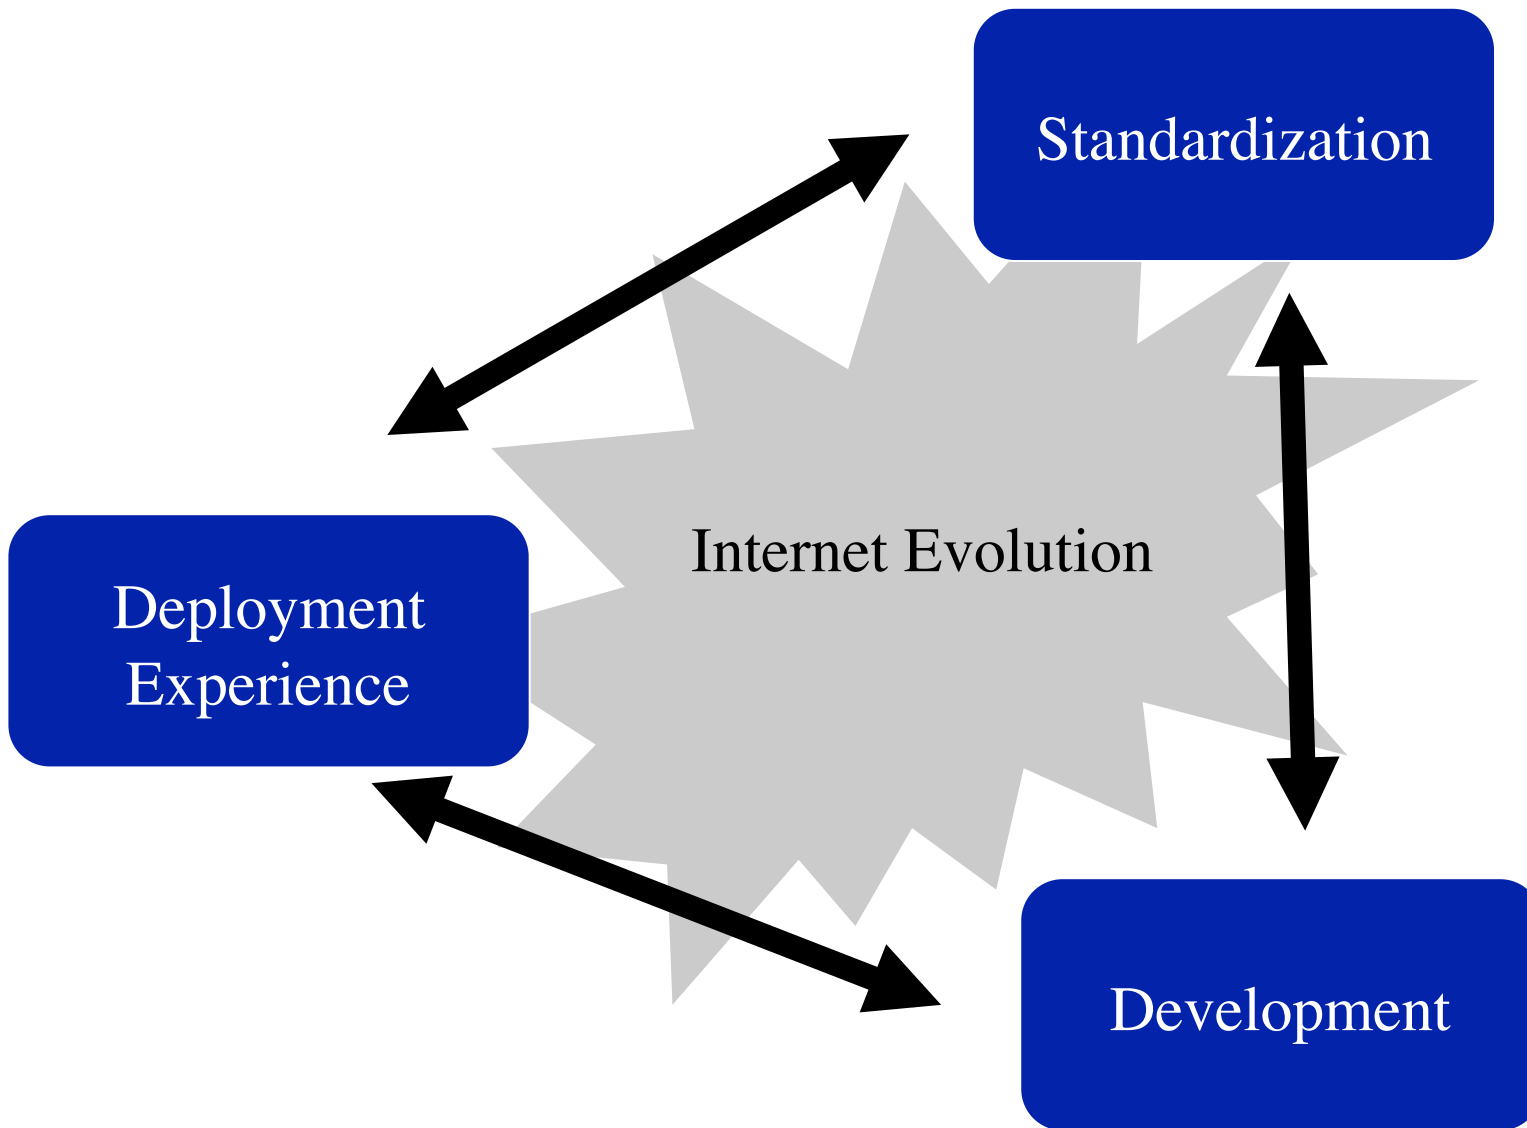 Standardization
Internet Evolution
Deployment
Experience
Development